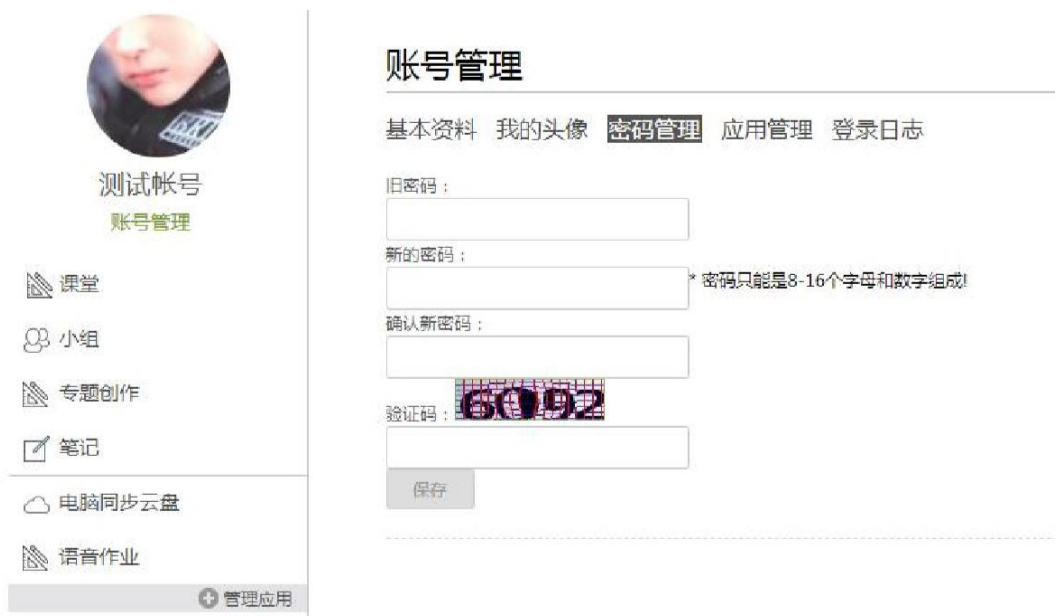 测试帐号
账号管理
课堂
小组
专题创作
笔记
电脑同步云盘
语音作业
管理应用
账号管理
基本资料 我的头像 密码管理 应用管理 登录日志
旧密码：
新的密码：
* 密码只能是8-16个字母和数字组成!
确认新密码：
验证码： 6092
保存